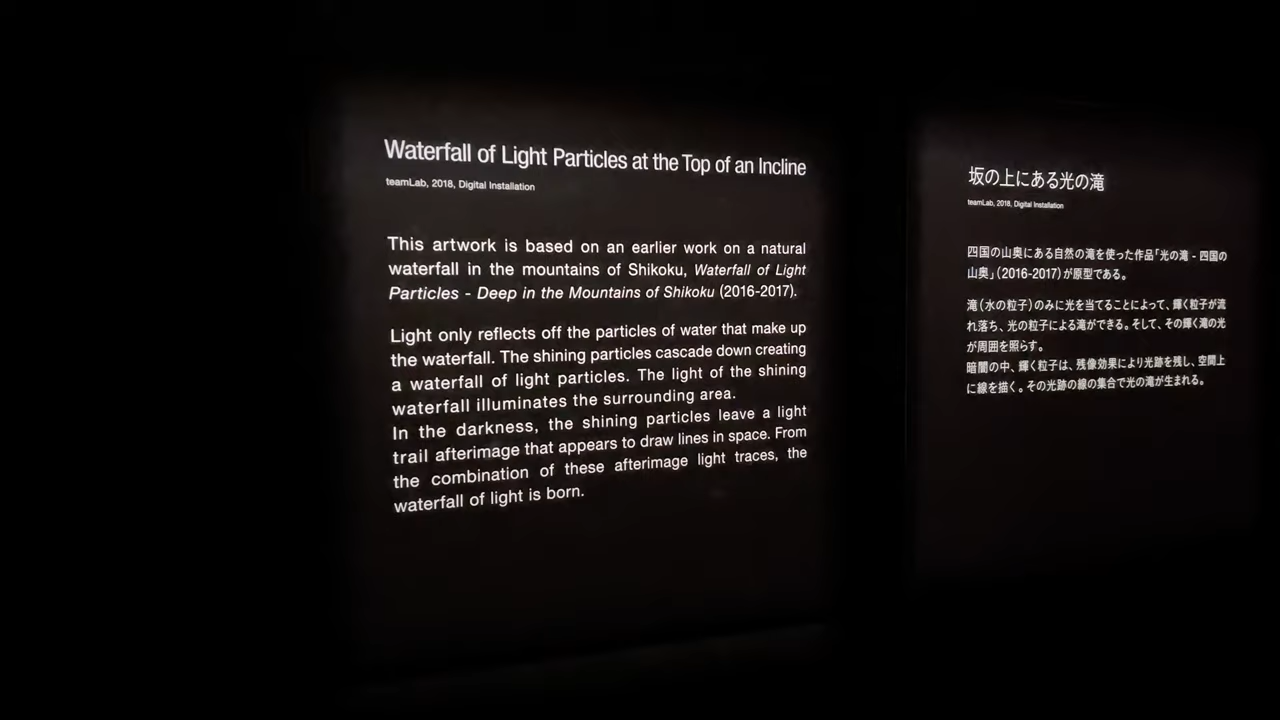 Waterfall of Light Particles at the Top of an Incline
teamLab, 2018, Digital Installation
This artwork is based on an earlier work on a natural
waterfall in the mountains of Shikoku, Waterfall of Light
Particles - Deep in the Mountains of Shikoku (2016-2017).
Light only reflects off the particles of water that make up
the waterfall. The shining particles cascade down creating
a waterfall of light particles. The light of the shining
waterfall illuminates the surrounding area.
In the darkness, the shining particles leave a light
trail afterimage that appears to draw lines in space. From
the combination of these afterimage light traces, the
waterfall of light is born.
坂の上にある光の滝
teamLab, 2018, Digital Installation
四国の山奥にある自然の滝を使った作品「光の滝 - 四国の
山奥」(2016-2017)が原型である。
滝(水の粒子)のみに光を当てることによって、輝く粒子が流
れ落ち、光の粒子による滝ができる。そして、その輝く滝の光
が周囲を照らす。
暗闇の中、輝く粒子は、残像効果により光跡を残し、空間上
に線を描く。その光跡の線の集合で光の滝が生まれる。